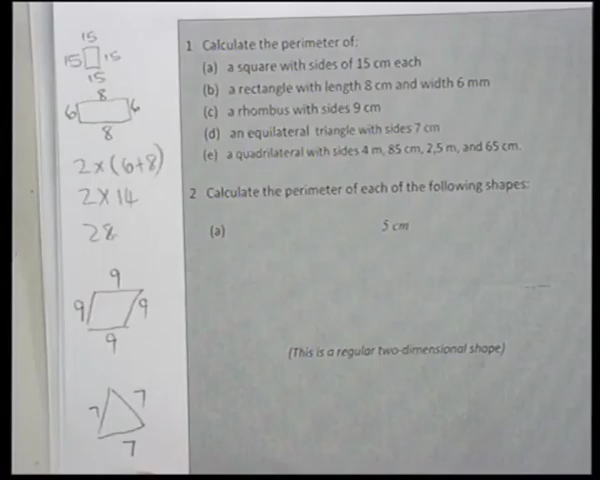 15
15 15
15
8
6 6
8
2×(6+8)
2×14
28
9
9 9
9
7 7
7
1 Calculate the perimeter of:
(a) a square with sides of 15 cm each
(b) a rectangle with length 8 cm and width 6 mm
(c) a rhombus with sides 9 cm
(d) an equilateral triangle with sides 7 cm
(e) a quadrilateral with sides 4 m, 85 cm, 2,5 m, and 65 cm.
2 Calculate the perimeter of each of the following shapes:
(a) 5 cm
(This is a regular two-dimensional shape)